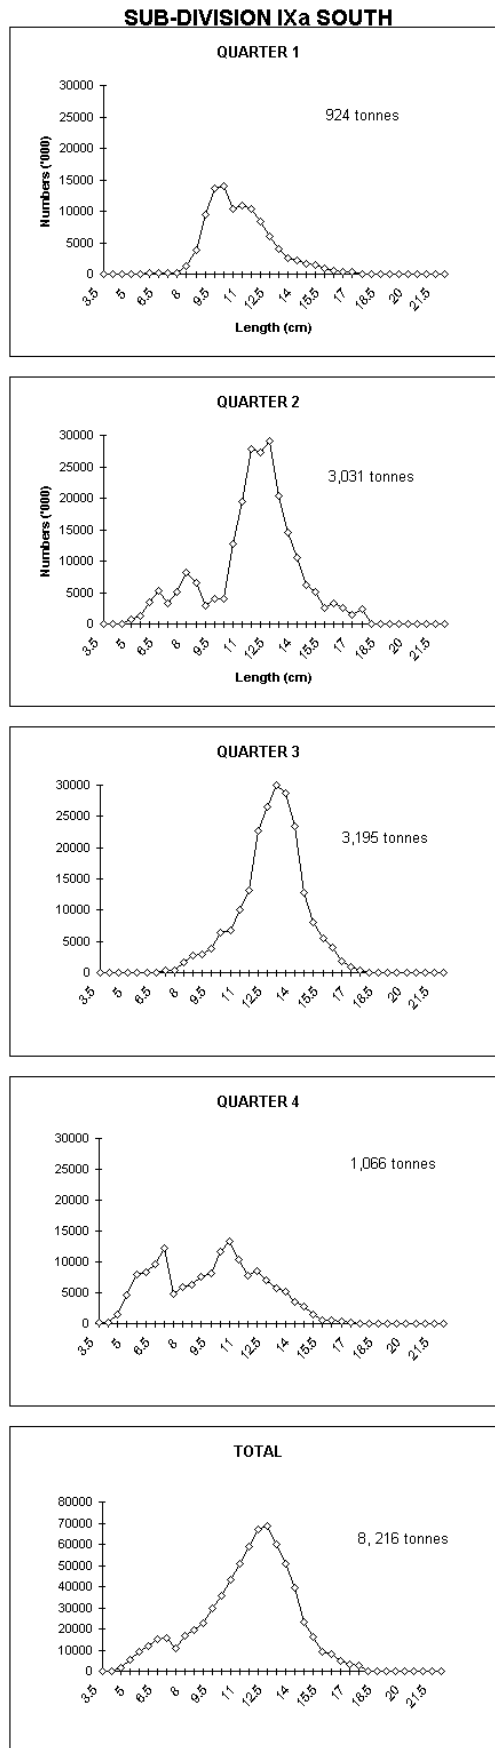 SUB-DIVISION IXa SOUTH
QUARTER 1
924 tonnes
Numbers ('000)
30000
25000
20000
15000
10000
5000
0
3.5 5 6.5 8 9.5 11 12.5 14 15.5 17 18.5 20 21.5
Length (cm)
QUARTER 2
3,031 tonnes
Numbers ('000)
30000
25000
20000
15000
10000
5000
0
3.5 5 6.5 8 9.5 11 12.5 14 15.5 17 18.5 20 21.5
Length (cm)
QUARTER 3
3,195 tonnes
30000
25000
20000
15000
10000
5000
0
3.5 5 6.5 8 9.5 11 12.5 14 15.5 17 18.5 20 21.5
QUARTER 4
1,066 tonnes
30000
25000
20000
15000
10000
5000
0
3.5 5 6.5 8 9.5 11 12.5 14 15.5 17 18.5 20 21.5
TOTAL
8, 216 tonnes
80000
70000
60000
50000
40000
30000
20000
10000
0
3.5 5 6.5 8 9.5 11 12.5 14 15.5 17 18.5 20 21.5